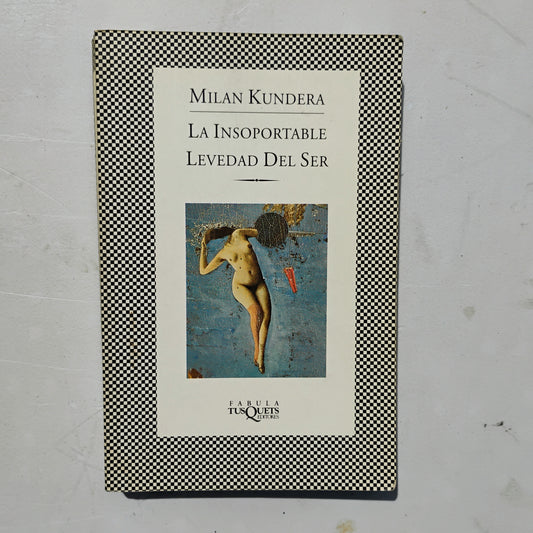 MILAN KUNDERA
LA INSOPORTABLE
LEVEDAD DEL SER
FABULA
TUSQUETS
EDITORES